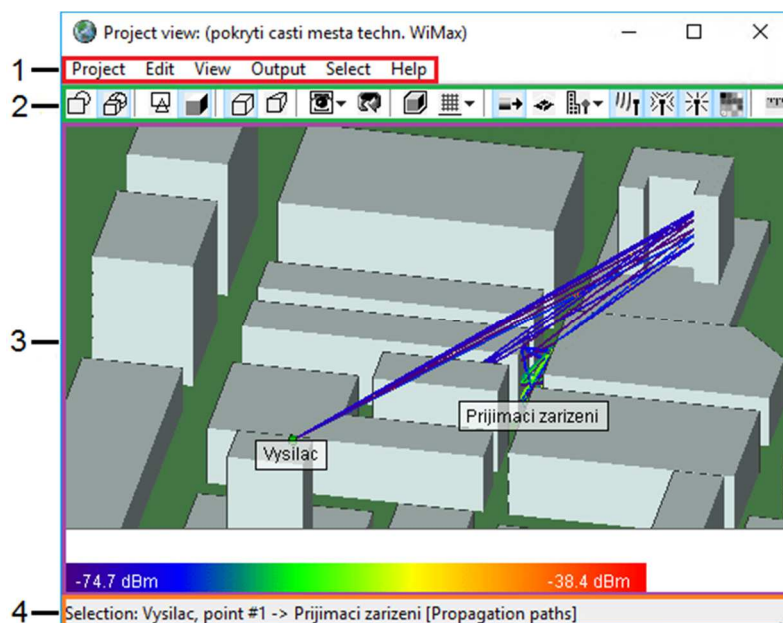 Project view: (pokryti casti mesta techn. WiMax)
1 Project Edit View Output Select Help
2
3
Prijimaci zarizeni
Vysilac
-74.7 dBm -38.4 dBm
4 Selection: Vysilac, point #1 -> Prijimaci zarizeni [Propagation paths]